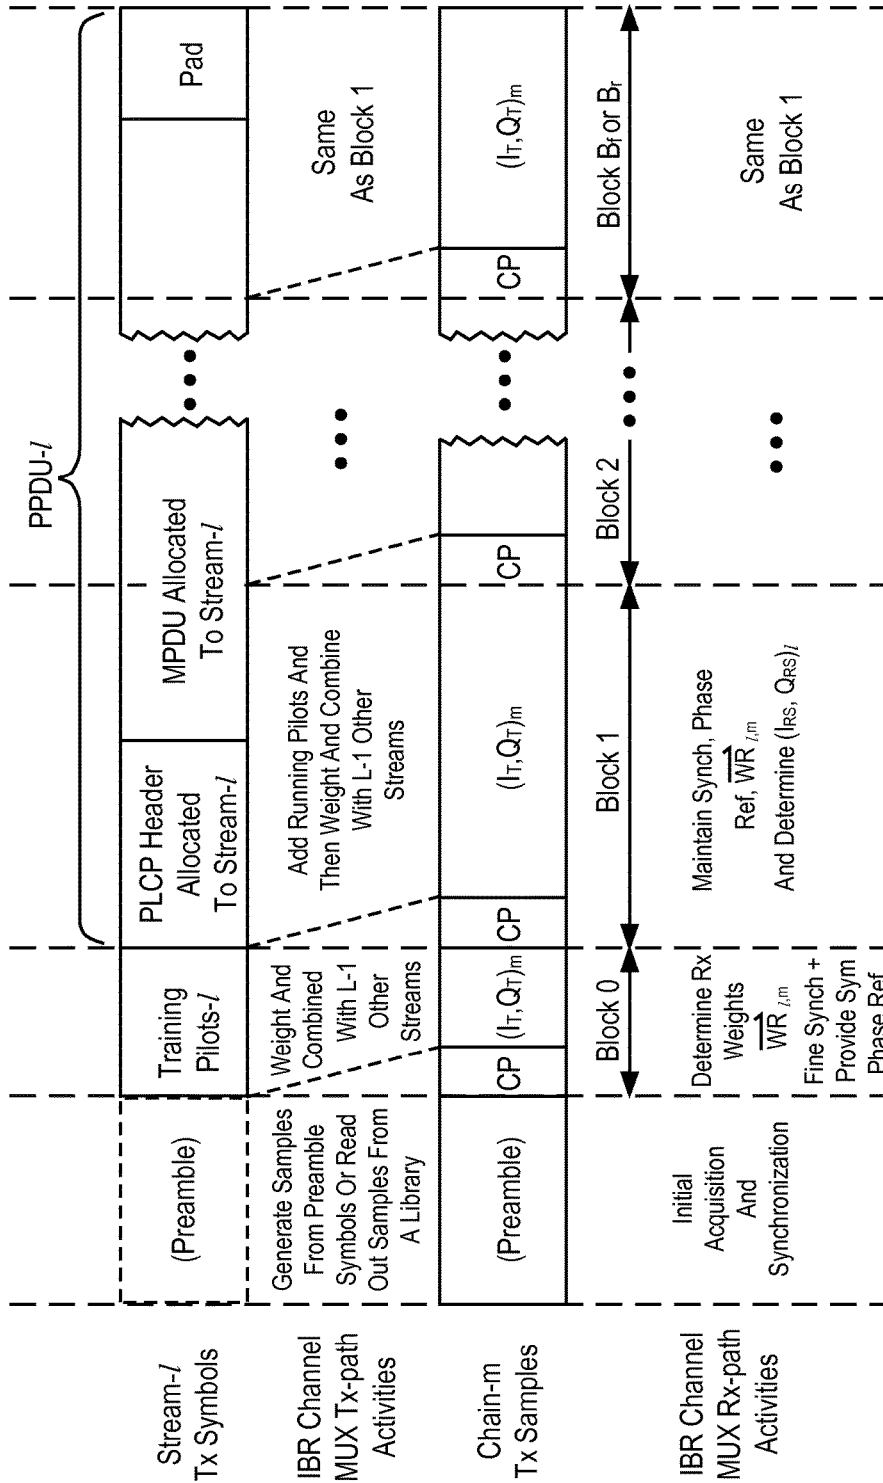 PPDU-l
Stream-l
Tx Symbols
(Preamble)
Training
Pilots-l
PLCP Header
Allocated
To Stream-l
MPDU Allocated
To Stream-l
•••
Pad
IBR Channel
MUX Tx-path
Activities
Generate Samples
From Preamble
Symbols Or Read
Out Samples From
A Library
Weight And
Combined
With L-1
Other
Streams
Add Running Pilots And
Then Weight And Combine
With L-1 Other
Streams
•••
Same
As Block 1
Chain-m
Tx Samples
(Preamble)
CP
(IT,QT)m
CP
(IT,QT)m
CP
•••
CP
(IT,QT)m
Block 0
Block 1
Block 2
•••
Block Bf or Br
IBR Channel
MUX Rx-path
Activities
Initial
Acquisition
And
Synchronization
Determine Rx
Weights
WR l,m
Fine Synch +
Provide Sym
Phase Ref
Maintain Synch, Phase
Ref, WR l,m
And Determine (IRS, QRS)l
•••
Same
As Block 1